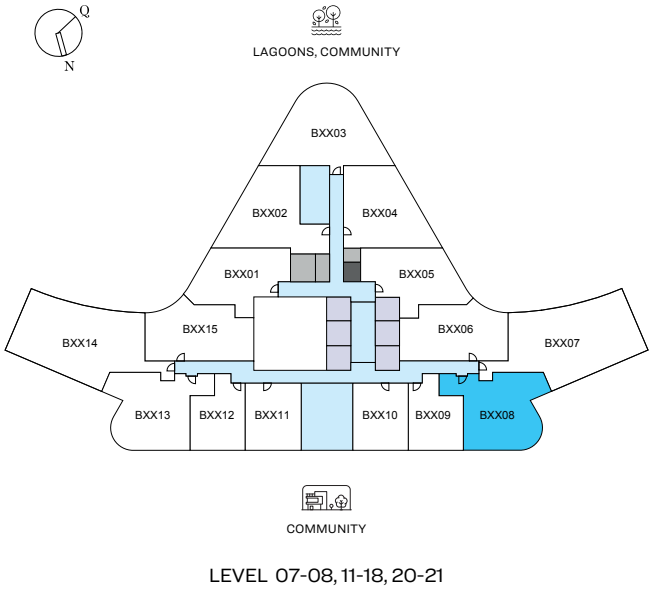 Q
N
LAGOONS, COMMUNITY
BXX03
BXX02
BXX04
BXX01
BXX05
BXX14
BXX15
BXX06
BXX07
BXX13
BXX12
BXX11
BXX10
BXX09
BXX08
COMMUNITY
LEVEL 07-08, 11-18, 20-21